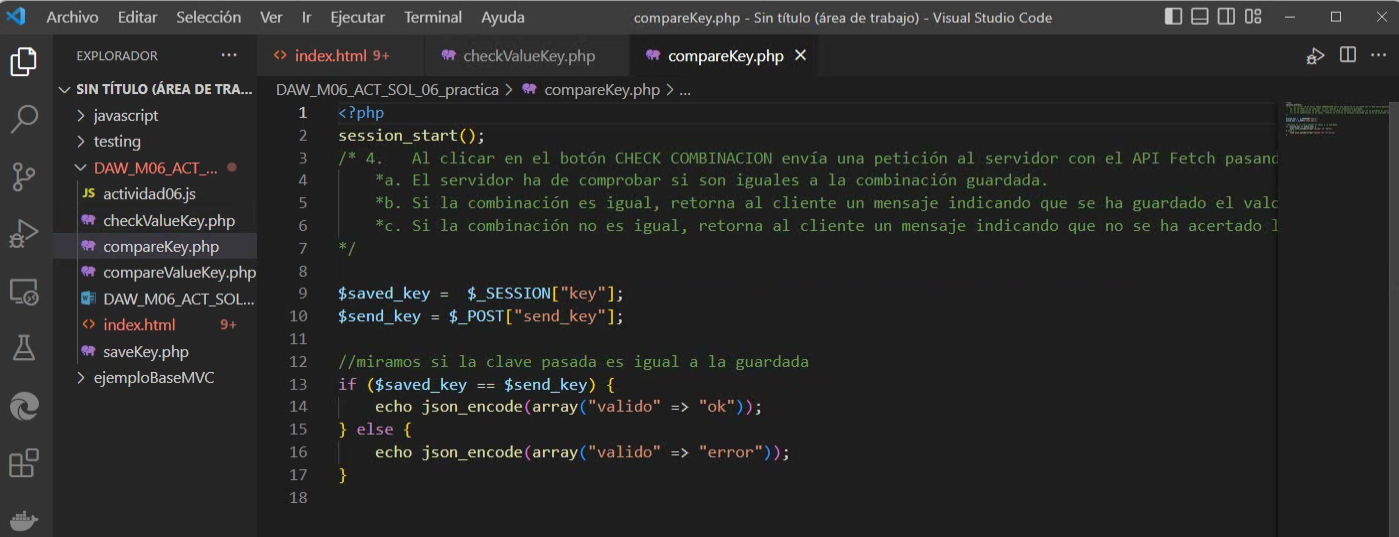 Archivo Editar Selección Ver Ir Ejecutar Terminal Ayuda compareKey.php - Sin título (área de trabajo) - Visual Studio Code
EXPLORADOR
SIN TÍTULO (ÁREA DE TRA...
javascript
testing
DAW_M06_ACT_...
JS actividad06.js
checkValueKey.php
compareKey.php
compareValueKey.php
DAW_M06_ACT_SOL...
index.html 9+
saveKey.php
ejemploBaseMVC
index.html 9+ checkValueKey.php compareKey.php
DAW_M06_ACT_SOL_06_practica > compareKey.php > ...
1 <?php
2 session_start();
3 /* 4. Al clicar en el botón CHECK COMBINACION envía una petición al servidor con el API Fetch pasand
4 *a. El servidor ha de comprobar si son iguales a la combinación guardada.
5 *b. Si la combinación es igual, retorna al cliente un mensaje indicando que se ha guardado el valo
6 *c. Si la combinación no es igual, retorna al cliente un mensaje indicando que no se ha acertado l
7 */
8
9 $saved_key =  $_SESSION["key"];
10 $send_key = $_POST["send_key"];
11
12 //miramos si la clave pasada es igual a la guardada
13 if ($saved_key == $send_key) {
14 echo json_encode(array("valido" => "ok"));
15 } else {
16 echo json_encode(array("valido" => "error"));
17 }
18